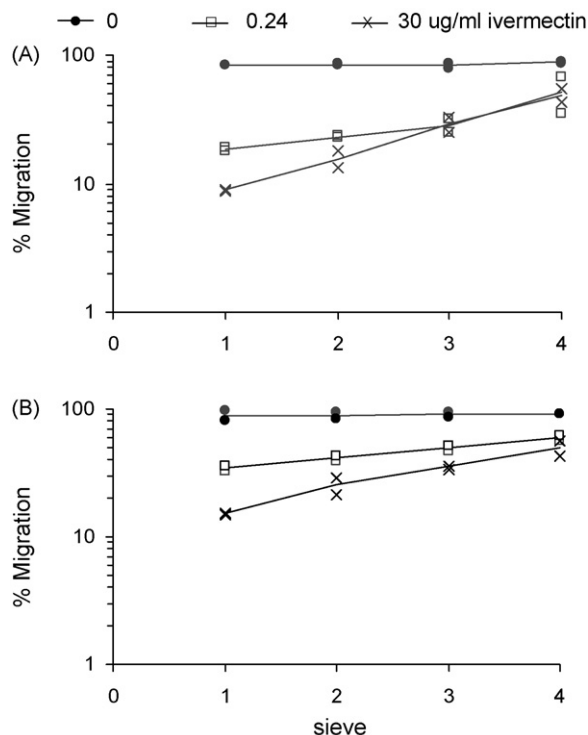 0 0.24 30 ug/ml ivermectin
(A)
100
10
1
% Migration
0 1 2 3 4
(B)
100
10
1
% Migration
0 1 2 3 4
sieve